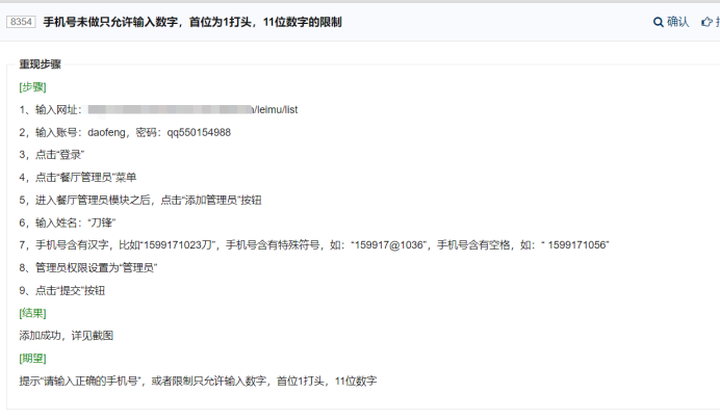 8354 手机号未做只允许输入数字，首位为1打头，11位数字的限制
确认
重现步骤
[步骤]
1、输入网址：/leimu/list
2，输入账号：daofeng，密码：qq550154988
3，点击“登录”
4，点击“餐厅管理员”菜单
5，进入餐厅管理员模块之后，点击“添加管理员”按钮
6，输入姓名：“刀锋”
7，手机号含有汉字，比如“1599171023刀”，手机号含有特殊符号，如：“159917@1036”，手机号含有空格，如：“ 1599171056”
8、管理员权限设置为“管理员”
9、点击“提交”按钮
[结果]
添加成功，详见截图
[期望]
提示“请输入正确的手机号”，或者限制只允许输入数字，首位1打头，11位数字